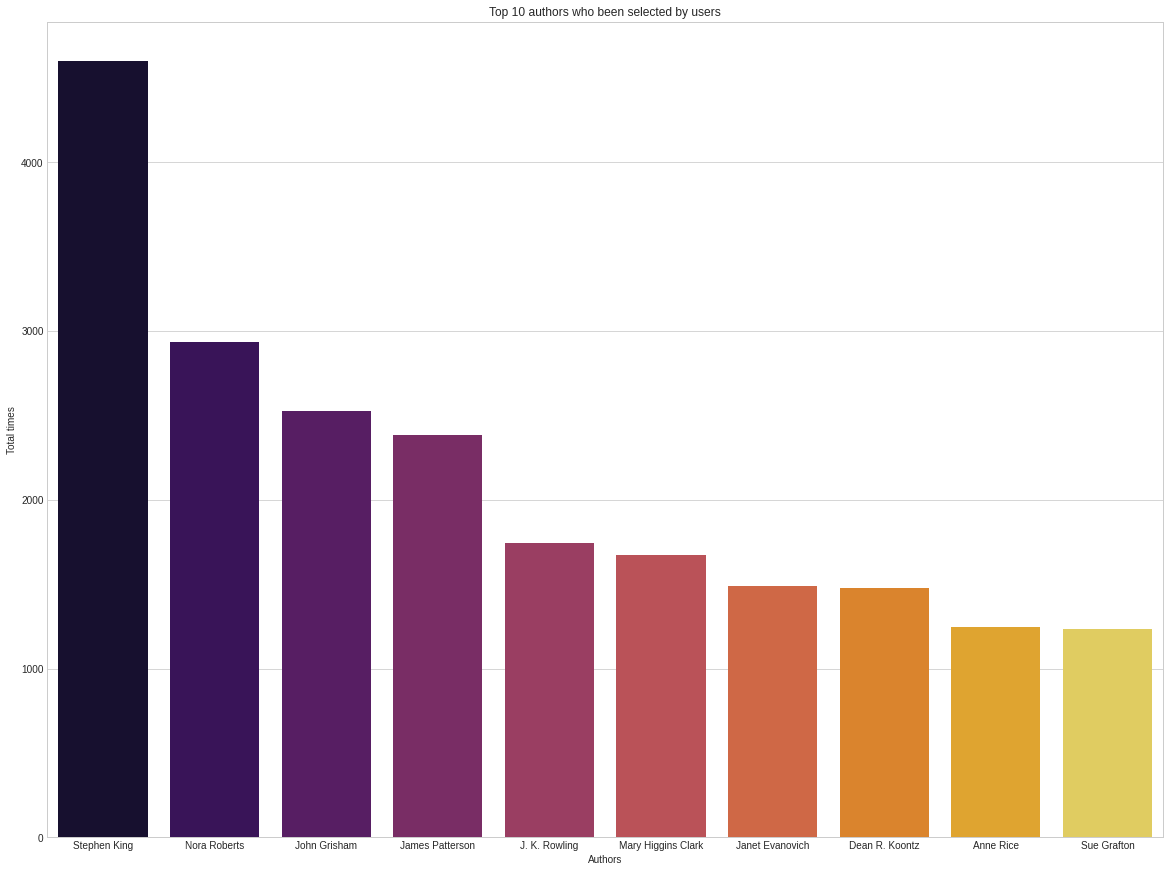 Top 10 authors who been selected by users
Total times
4000
3000
2000
1000
0
Stephen King Nora Roberts John Grisham James Patterson J. K. Rowling Mary Higgins Clark Janet Evanovich Dean R. Koontz Anne Rice Sue Grafton
Authors